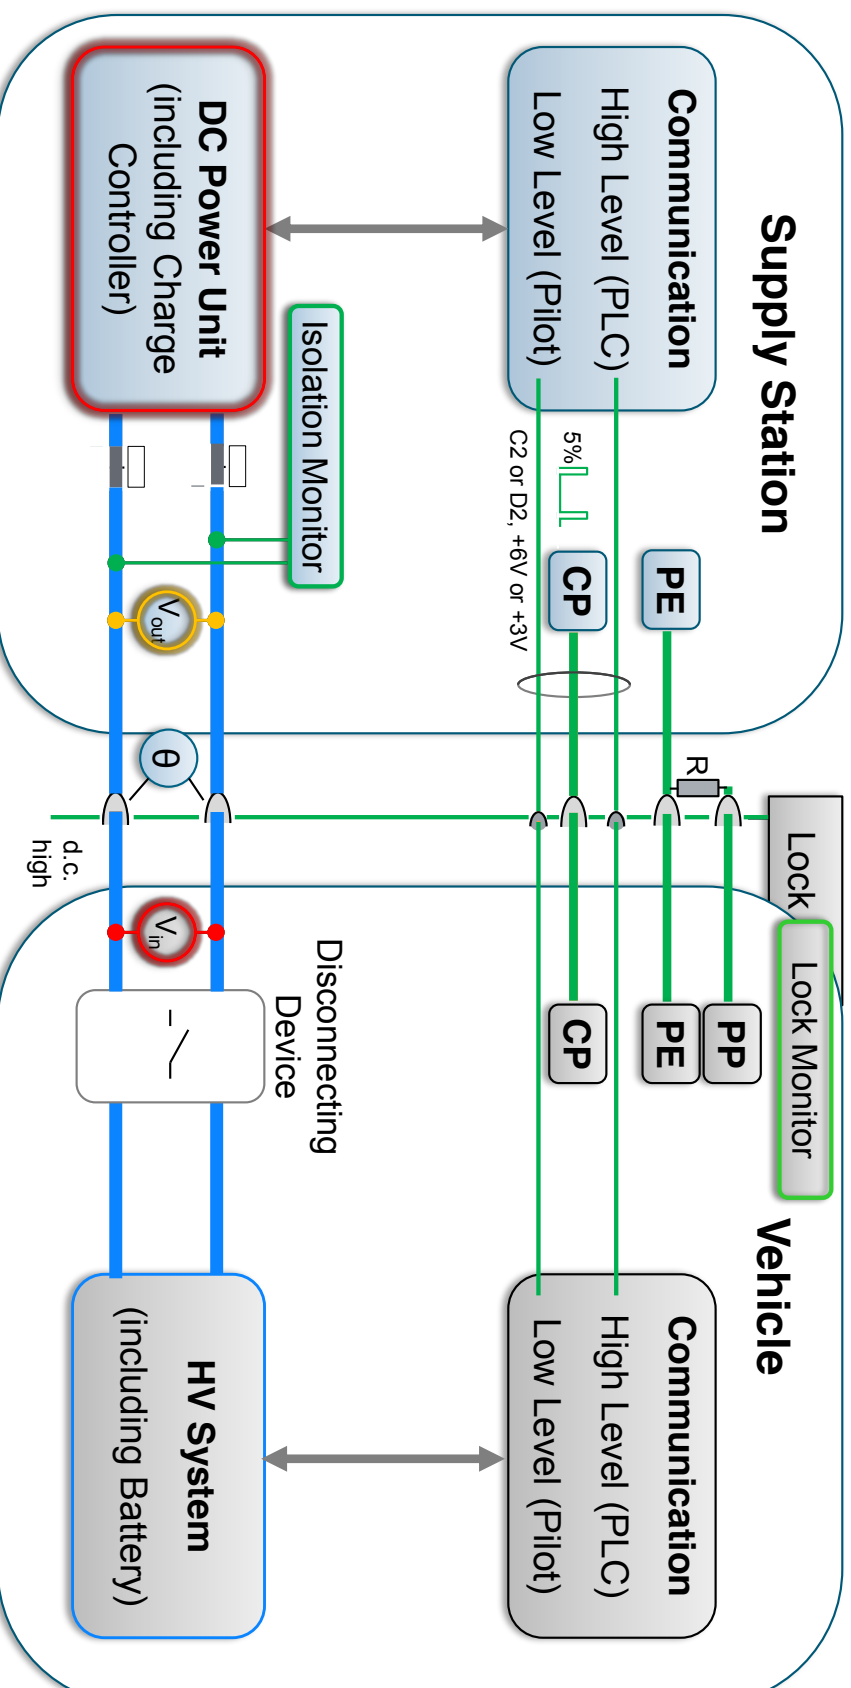 Supply Station
Communication
High Level (PLC)
Low Level (Pilot)
DC Power Unit
(including Charge
Controller)
Isolation Monitor
5%
C2 or D2, +6V or +3V
PE
CP
Vout
θ
R
d.c.
high
Lock
Lock Monitor
Vin
Disconnecting
Device
PP
PE
CP
Vehicle
Communication
High Level (PLC)
Low Level (Pilot)
HV System
(including Battery)